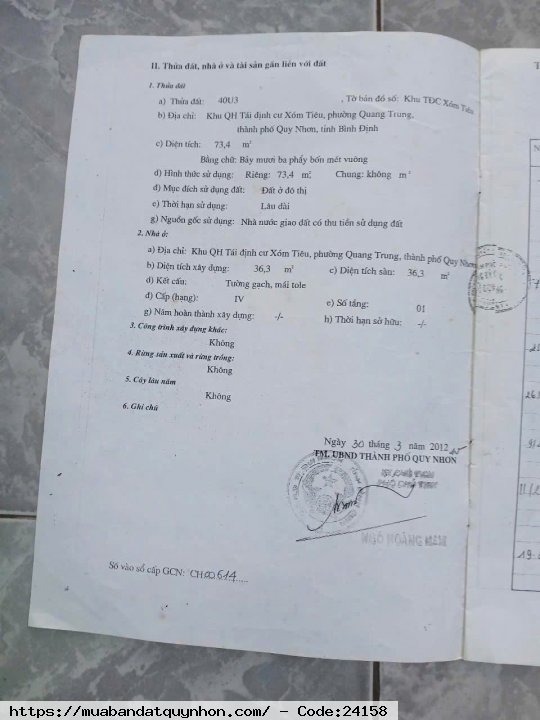 II. Thửa đất, nhà ở và tài sản gắn liền với đất
1. Thửa đất
a) Thửa đất: 40U3 , Tờ bản đồ số: Khu TĐC Xóm Tiêu
b) Địa chỉ: Khu QH Tái định cư Xóm Tiêu, phường Quang Trung,
thành phố Quy Nhơn, tỉnh Bình Định
c) Diện tích: 73,4 m²
Bằng chữ: Bảy mươi ba phẩy bốn mét vuông
d) Hình thức sử dụng: Riêng: 73,4 m², Chung: không m²
đ) Mục đích sử dụng đất: Đất ở đô thị
e) Thời hạn sử dụng: Lâu dài
g) Nguồn gốc sử dụng: Nhà nước giao đất có thu tiền sử dụng đất
2. Nhà ở:
a) Địa chỉ: Khu QH Tái định cư Xóm Tiêu, phường Quang Trung, thành phố Quy Nhơn
b) Diện tích xây dựng: 36,3 m² c) Diện tích sàn: 36,3 m²
d) Kết cấu: Tường gạch, mái tole
đ) Cấp (hạng): IV e) Số tầng: 01
g) Năm hoàn thành xây dựng: -/- h) Thời hạn sở hữu: -/-
3. Công trình xây dựng khác:
Không
4. Rừng sản xuất và rừng trồng:
Không
5. Cây lâu năm
Không
6. Ghi chú
Ngày 30 tháng 3 năm 2012
TM. UBND THÀNH PHỐ QUY NHƠN
PHÓ CHỦ TỊCH
NGÔ HOÀNG NAM
Số vào sổ cấp GCN: CH00614
https://muabandatquynhon.com/ - Code:24158